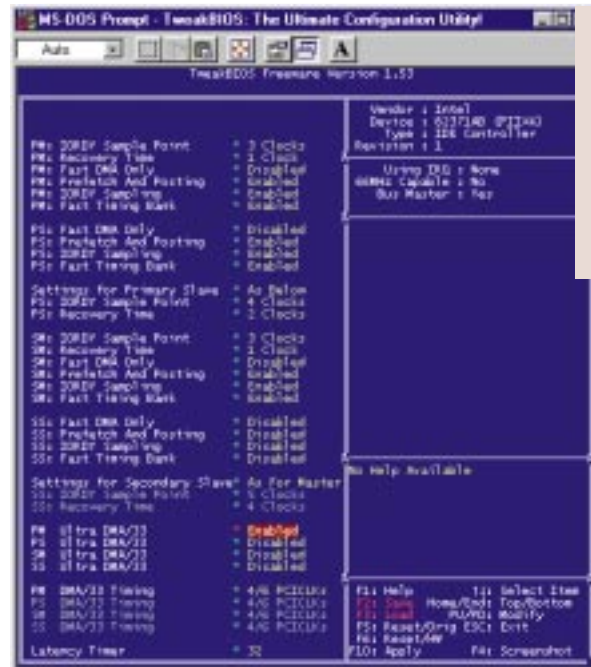 MS-DOS Prompt - TweakBIOS: The Ultimate Configuration Utility!
Auto
A
TweakBIOS Freeware Version 1.53
PM: IORDY Sample Point * 3 Clocks
PM: Recovery Time * 1 Clock
PM: Fast DMA Only * Disabled
PM: Prefetch And Posting * Enabled
PM: IORDY Sampling * Enabled
PM: Fast Timing Bank * Enabled
PS: Fast DMA Only * Disabled
PS: Prefetch And Posting * Enabled
PS: IORDY Sampling * Enabled
PS: Fast Timing Bank * Enabled
Settings for Primary Slave * As Below
PS: IORDY Sample Point * 4 Clocks
PS: Recovery Time * 2 Clocks
SM: IORDY Sample Point * 3 Clocks
SM: Recovery Time * 1 Clock
SM: Fast DMA Only * Disabled
SM: Prefetch And Posting * Enabled
SM: IORDY Sampling * Enabled
SM: Fast Timing Bank * Enabled
SS: Fast DMA Only * Disabled
SS: Prefetch And Posting * Disabled
SS: IORDY Sampling * Disabled
SS: Fast Timing Bank * Disabled
Settings for Secondary Slave* As For Master
SS: IORDY Sample Point * 5 Clocks
SS: Recovery Time * 4 Clocks
PM Ultra DMA/33 * Enabled
PS Ultra DMA/33 * Disabled
SM Ultra DMA/33 * Disabled
SS Ultra DMA/33 * Disabled
PM DMA/33 Timing * 4/6 PCICLKs
PS DMA/33 Timing * 4/6 PCICLKs
SM DMA/33 Timing * 4/6 PCICLKs
SS DMA/33 Timing * 4/6 PCICLKs
Latency Timer * 32
Vendor : Intel
Device : 82371AB (PIIX4)
Type : IDE Controller
Revision : 1
Using IRQ : None
66MHz Capable : No
Bus Master : Yes
No Help Available
F1: Help ↑↓: Select Item
F2: Save Home/End: Top/Bottom
F3: Load PU/PD: Modify
F5: Reset/Orig ESC: Exit
F6: Reset/
F10: Apply F4: Screenshot